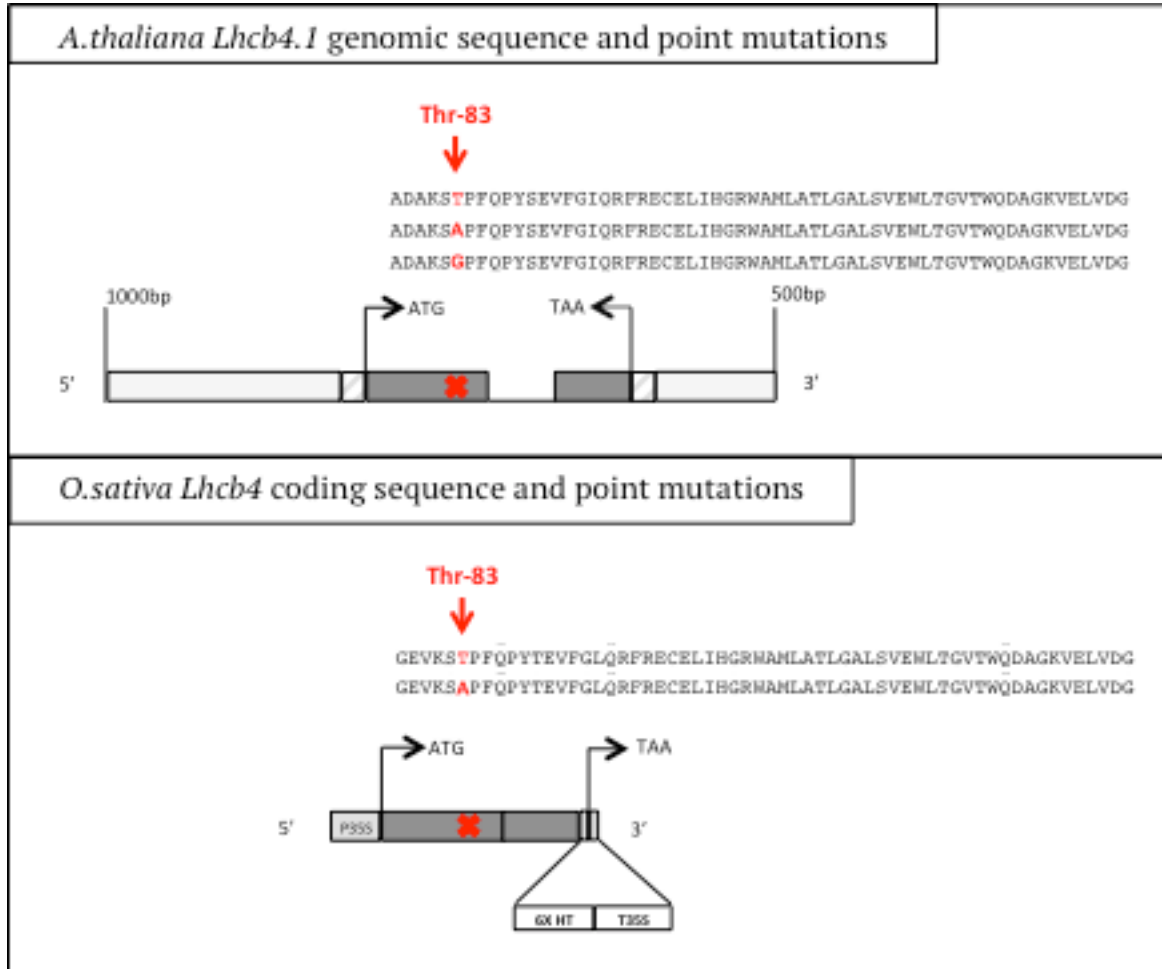 A.thaliana Lhcb4.1 genomic sequence and point mutations
Thr-83
ADAKSTPFQPYSEVFGIQRFRECELIHGRWAMLATLGALSVEWLTGVTWQDAGKVELVDG
ADAKSAPFQPYSEVFGIQRFRECELIHGRWAMLATLGALSVEWLTGVTWQDAGKVELVDG
ADAKSGPFQPYSEVFGIQRFRECELIHGRWAMLATLGALSVEWLTGVTWQDAGKVELVDG
1000bp ATG TAA 500bp
5' 3'
O.sativa Lhcb4 coding sequence and point mutations
Thr-83
GEVKSTPFQPYTEVFGLQRFRECELIHGRWAMLATLGALSVEWLTGVTWQDAGKVELVDG
GEVKSAPFQPYTEVFGLQRFRECELIHGRWAMLATLGALSVEWLTGVTWQDAGKVELVDG
ATG TAA
5' P35S 3'
6X HT T35S